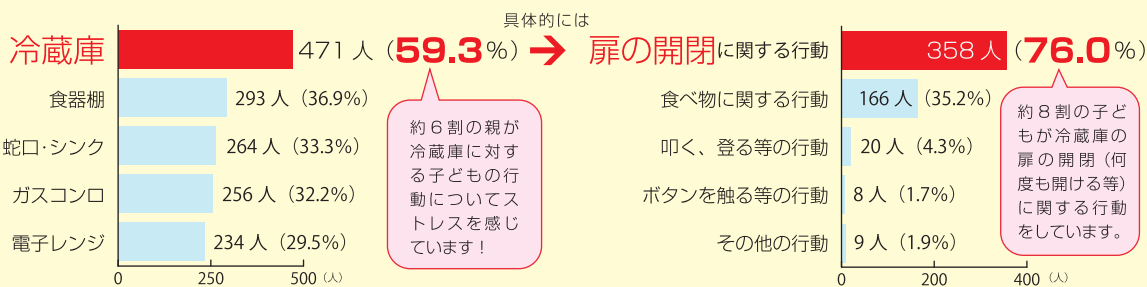 具体的には
冷蔵庫 471人（59.3%）→ 扉の開閉に関する行動 358人（76.0%）
食器棚 293人（36.9%）
蛇口・シンク 264人（33.3%）
ガスコンロ 256人（32.2%）
電子レンジ 234人（29.5%）
0 250 500（人）
約6割の親が
冷蔵庫に対す
る子どもの行
動についてス
トレスを感じ
ています！
食べ物に関する行動 166人（35.2%）
叩く、登る等の行動 20人（4.3%）
ボタンを触る等の行動 8人（1.7%）
その他の行動 9人（1.9%）
0 200 400（人）
約8割の子ど
もが冷蔵庫の
扉の開閉（何
度も開ける等）
に関する行動
をしています。